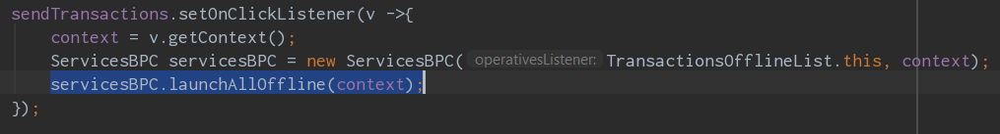 sendTransactions.setOnClickListener(v ->{
context = v.getContext();
ServicesBPC servicesBPC = new ServicesBPC( operativesListener: TransactionsOfflineList.this, context);
servicesBPC.launchAllOffline(context);
});